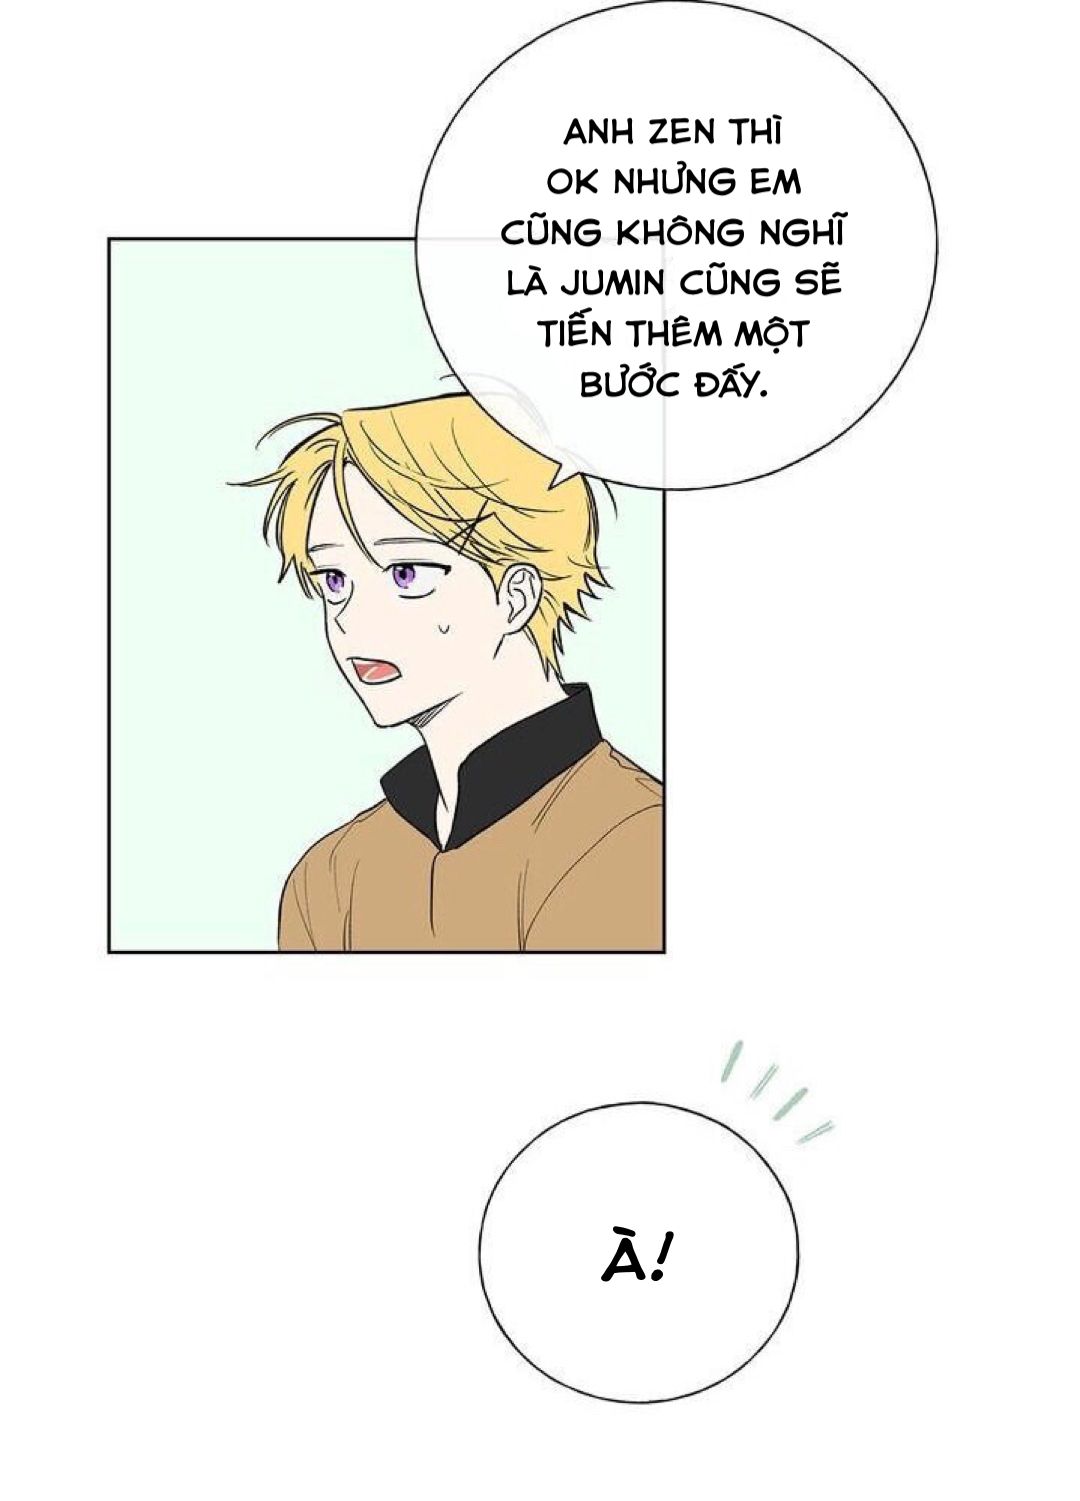 ANH ZEN THÌ
OK NHƯNG EM
CŨNG KHÔNG NGHĨ
LÀ JUMIN CŨNG SẼ
TIẾN THÊM MỘT
BƯỚC ĐẤY.
À!